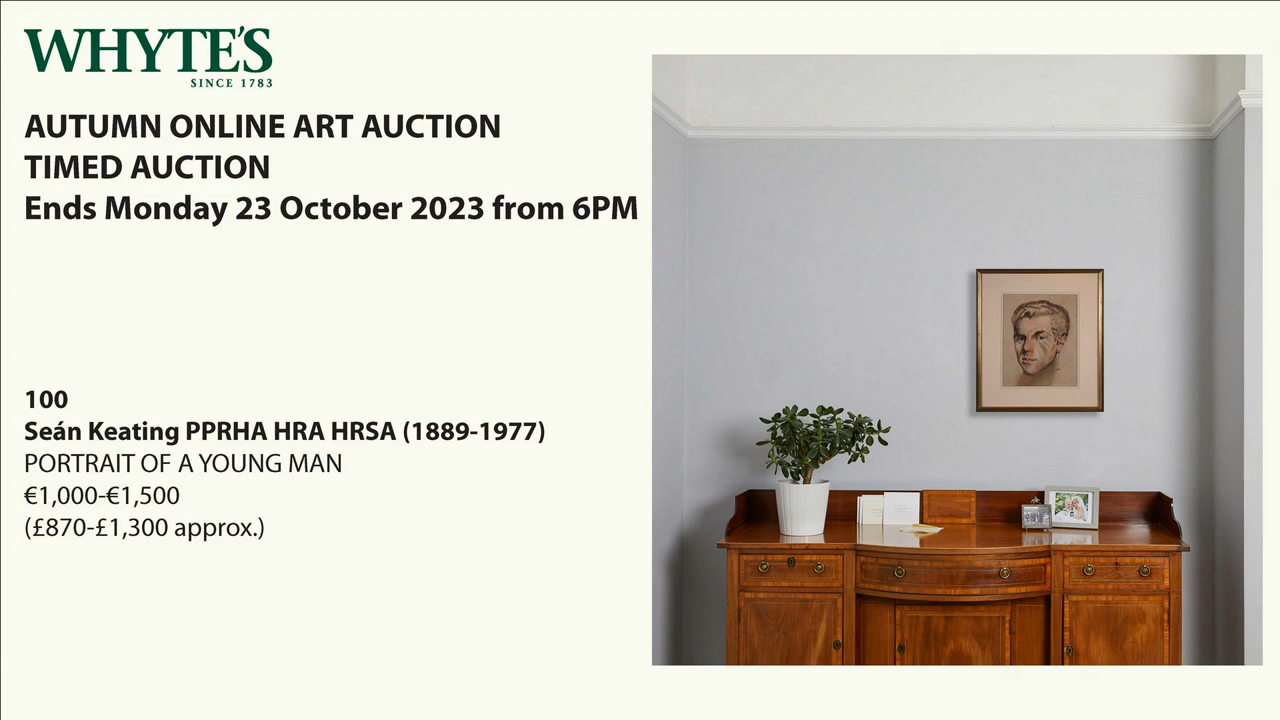 WHYTE'S
SINCE 1783
AUTUMN ONLINE ART AUCTION
TIMED AUCTION
Ends Monday 23 October 2023 from 6PM
100
Seán Keating PPRHA HRA HRSA (1889-1977)
PORTRAIT OF A YOUNG MAN
€1,000-€1,500
(£870-£1,300 approx.)